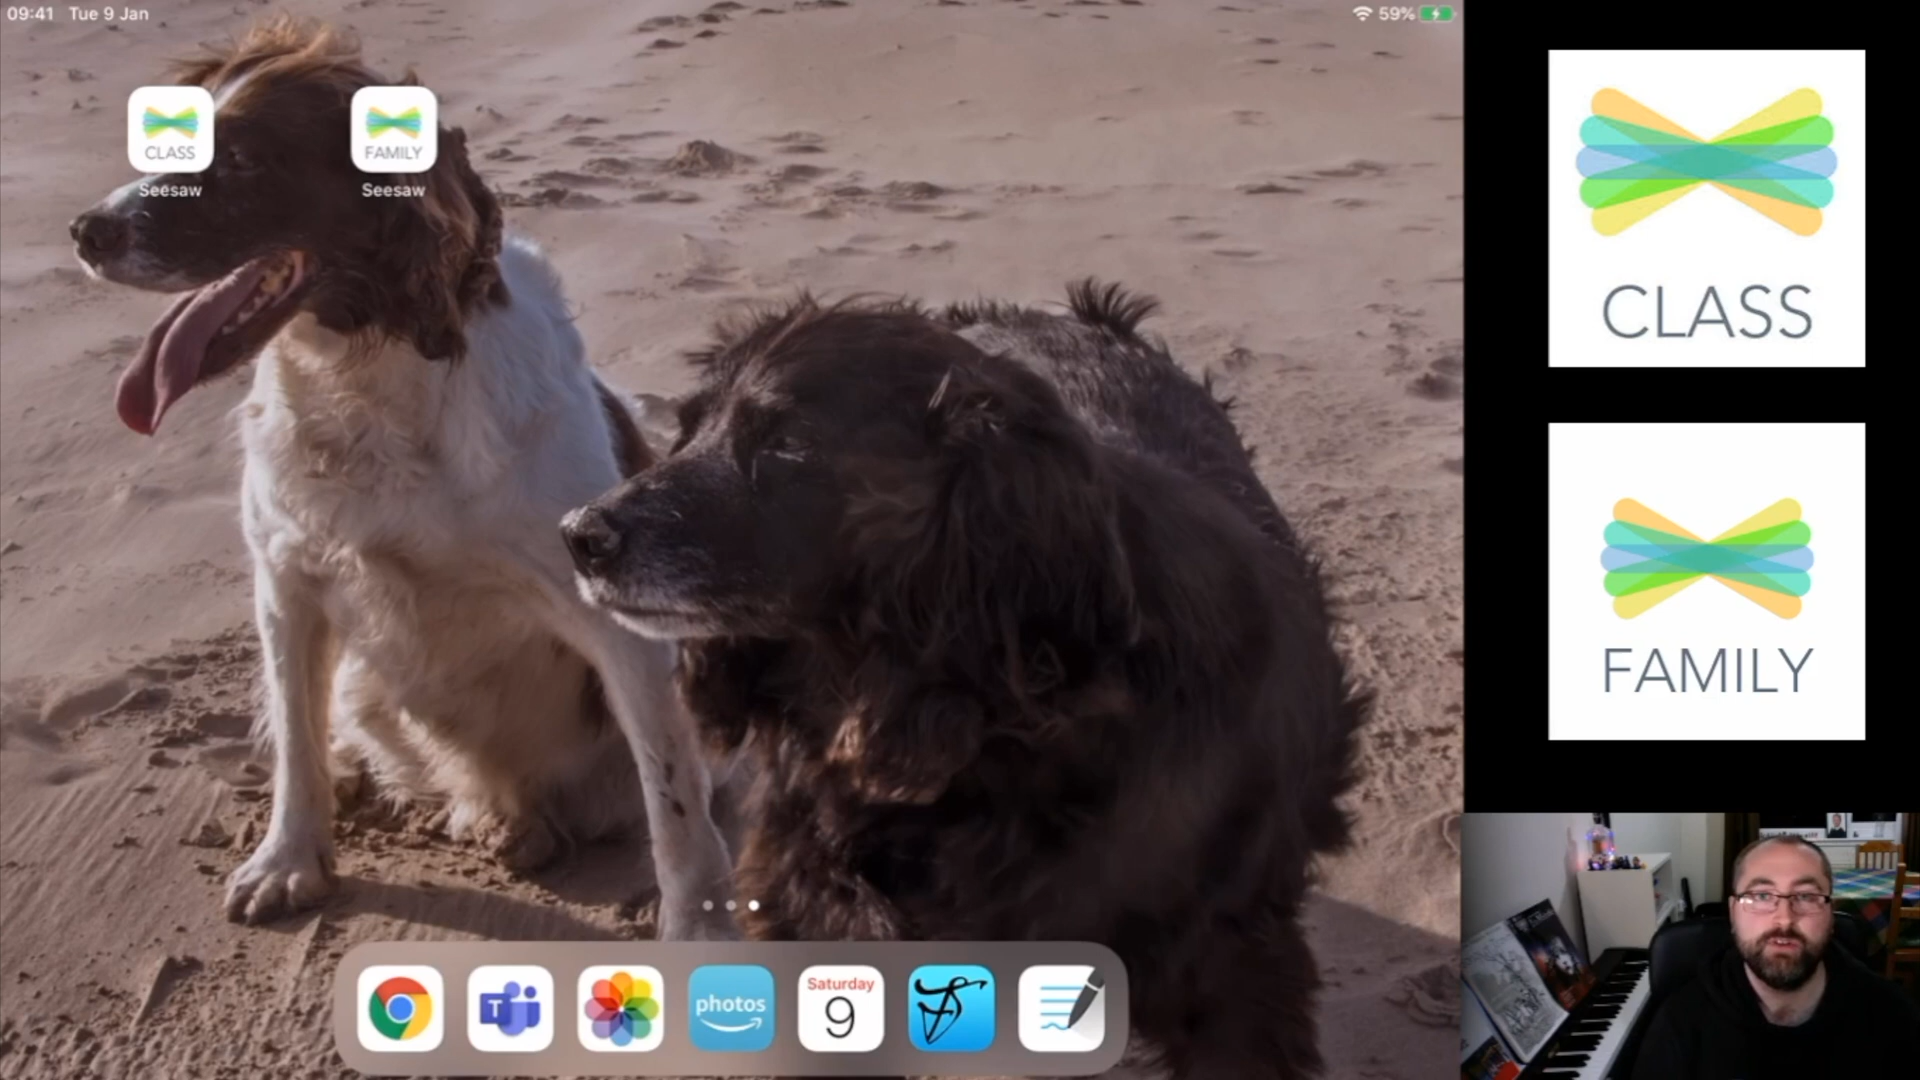 09:41 Tue 9 Jan
59%
CLASS
FAMILY
Seesaw
Seesaw
T
photos
Saturday
9
CLASS
FAMILY